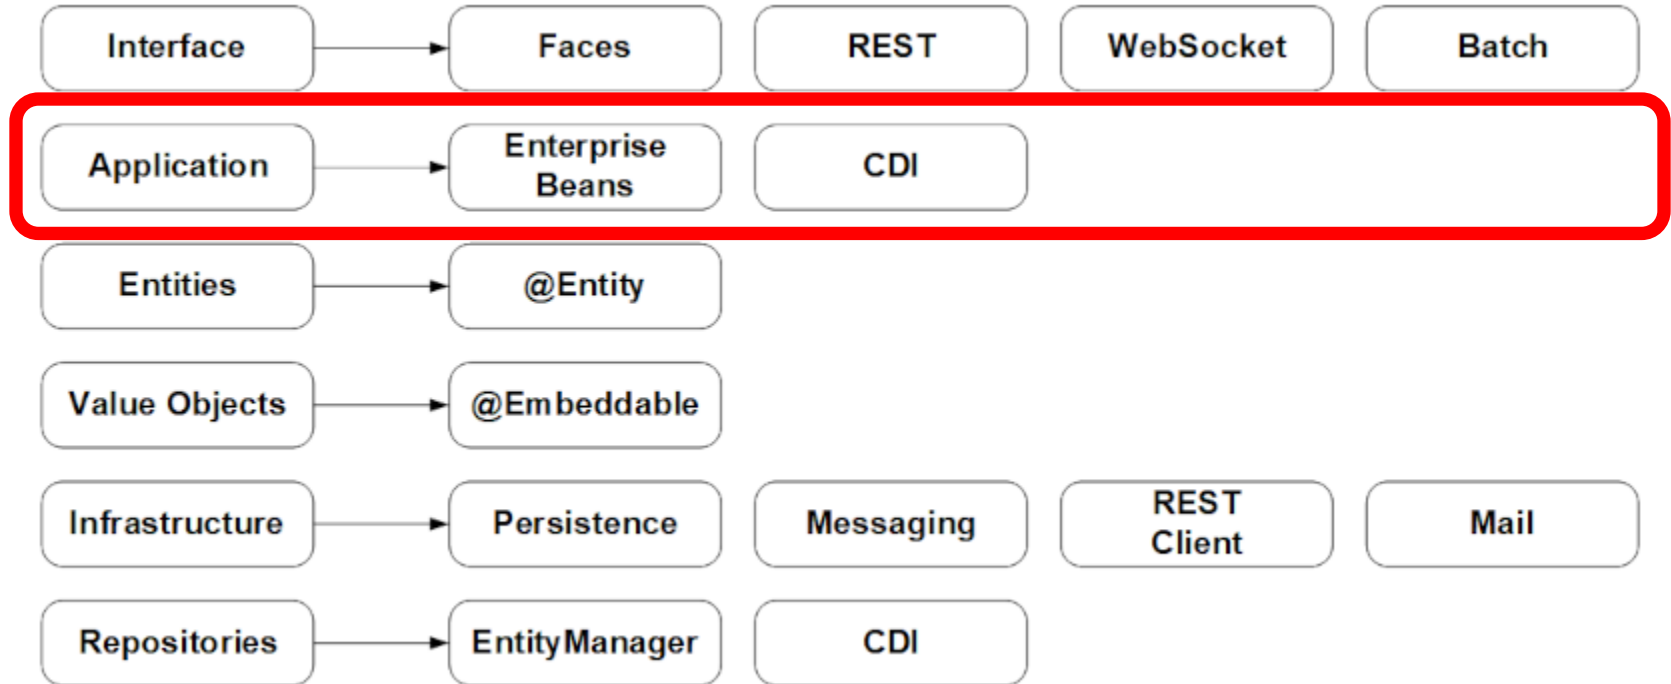 Interface
Faces
REST
WebSocket
Batch
Application
Enterprise
Beans
CDI
Entities
@Entity
Value Objects
@Embeddable
Infrastructure
Persistence
Messaging
REST
Client
Mail
Repositories
EntityManager
CDI